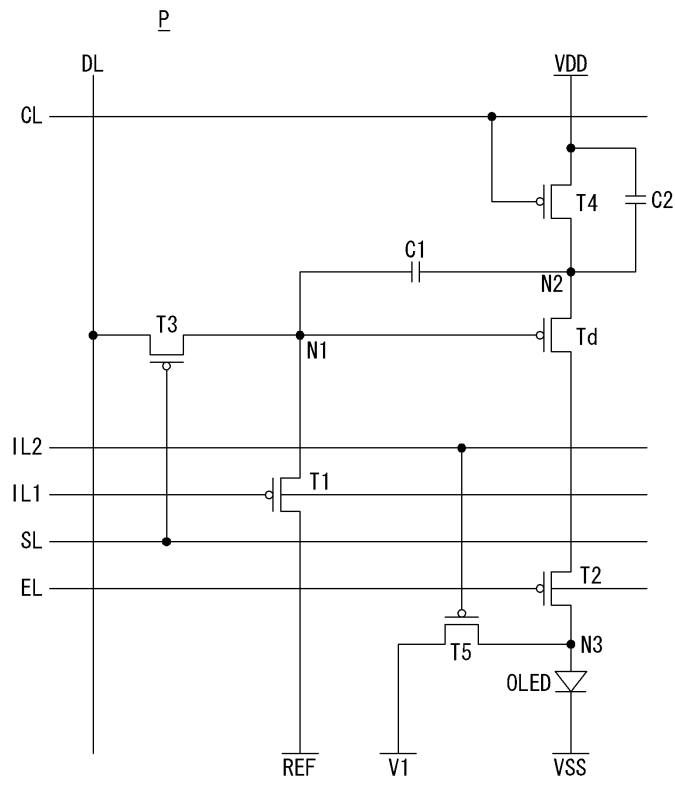 P
DL
VDD
CL
T4
C2
C1
N2
T3
N1
Td
IL2
T1
IL1
SL
T2
EL
T5
N3
OLED
REF
V1
VSS